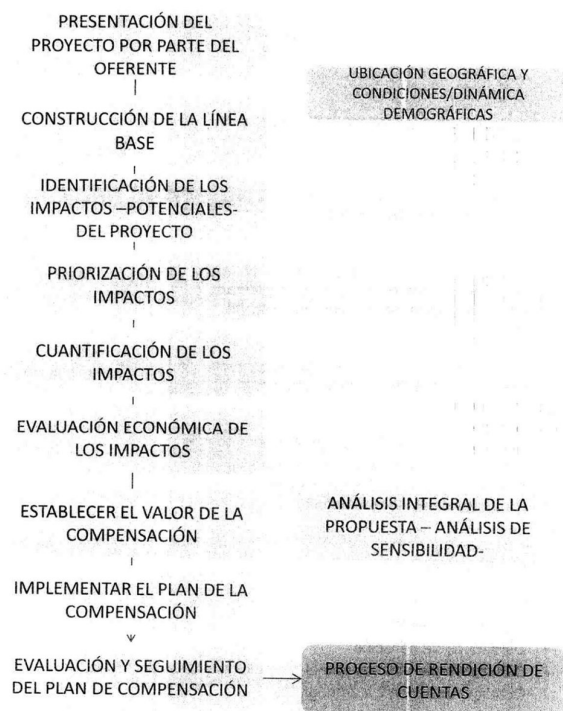 PRESENTACIÓN DEL
PROYECTO POR PARTE DEL
OFERENTE
UBICACIÓN GEOGRÁFICA Y
CONDICIONES/DINÁMICA
DEMOGRÁFICAS
CONSTRUCCIÓN DE LA LÍNEA
BASE
IDENTIFICACIÓN DE LOS
IMPACTOS –POTENCIALES-
DEL PROYECTO
PRIORIZACIÓN DE LOS
IMPACTOS
CUANTIFICACIÓN DE LOS
IMPACTOS
EVALUACIÓN ECONÓMICA DE
LOS IMPACTOS
ESTABLECER EL VALOR DE LA
COMPENSACIÓN
ANÁLISIS INTEGRAL DE LA
PROPUESTA – ANÁLISIS DE
SENSIBILIDAD-
IMPLEMENTAR EL PLAN DE LA
COMPENSACIÓN
EVALUACIÓN Y SEGUIMIENTO
DEL PLAN DE COMPENSACIÓN
PROCESO DE RENDICIÓN DE
CUENTAS